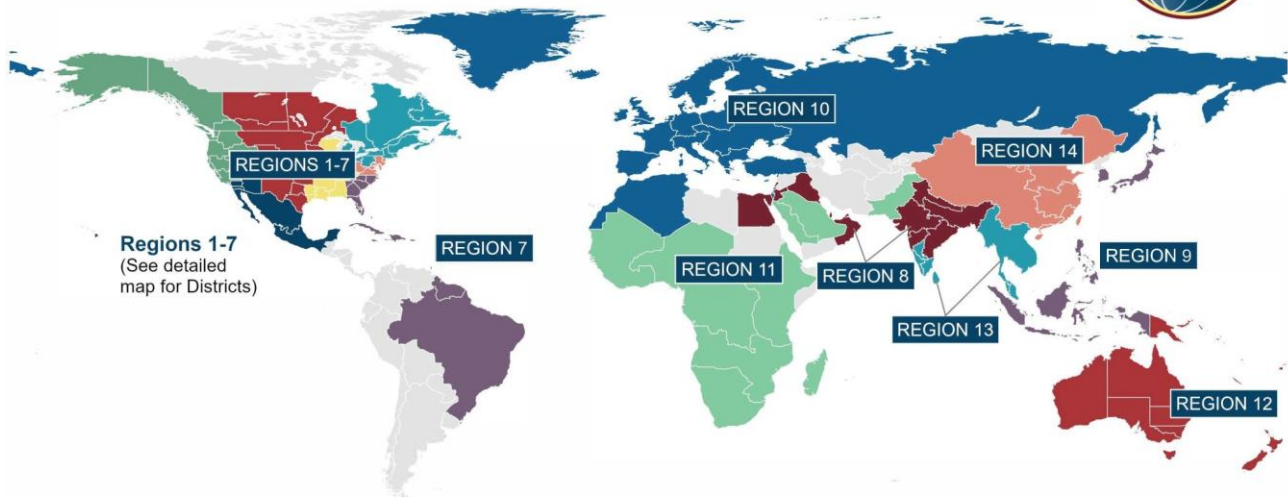 REGION 10
REGION 14
REGIONS 1-7
Regions 1-7
(See detailed
map for Districts)
REGION 7
REGION 11
REGION 8
REGION 9
REGION 13
REGION 12